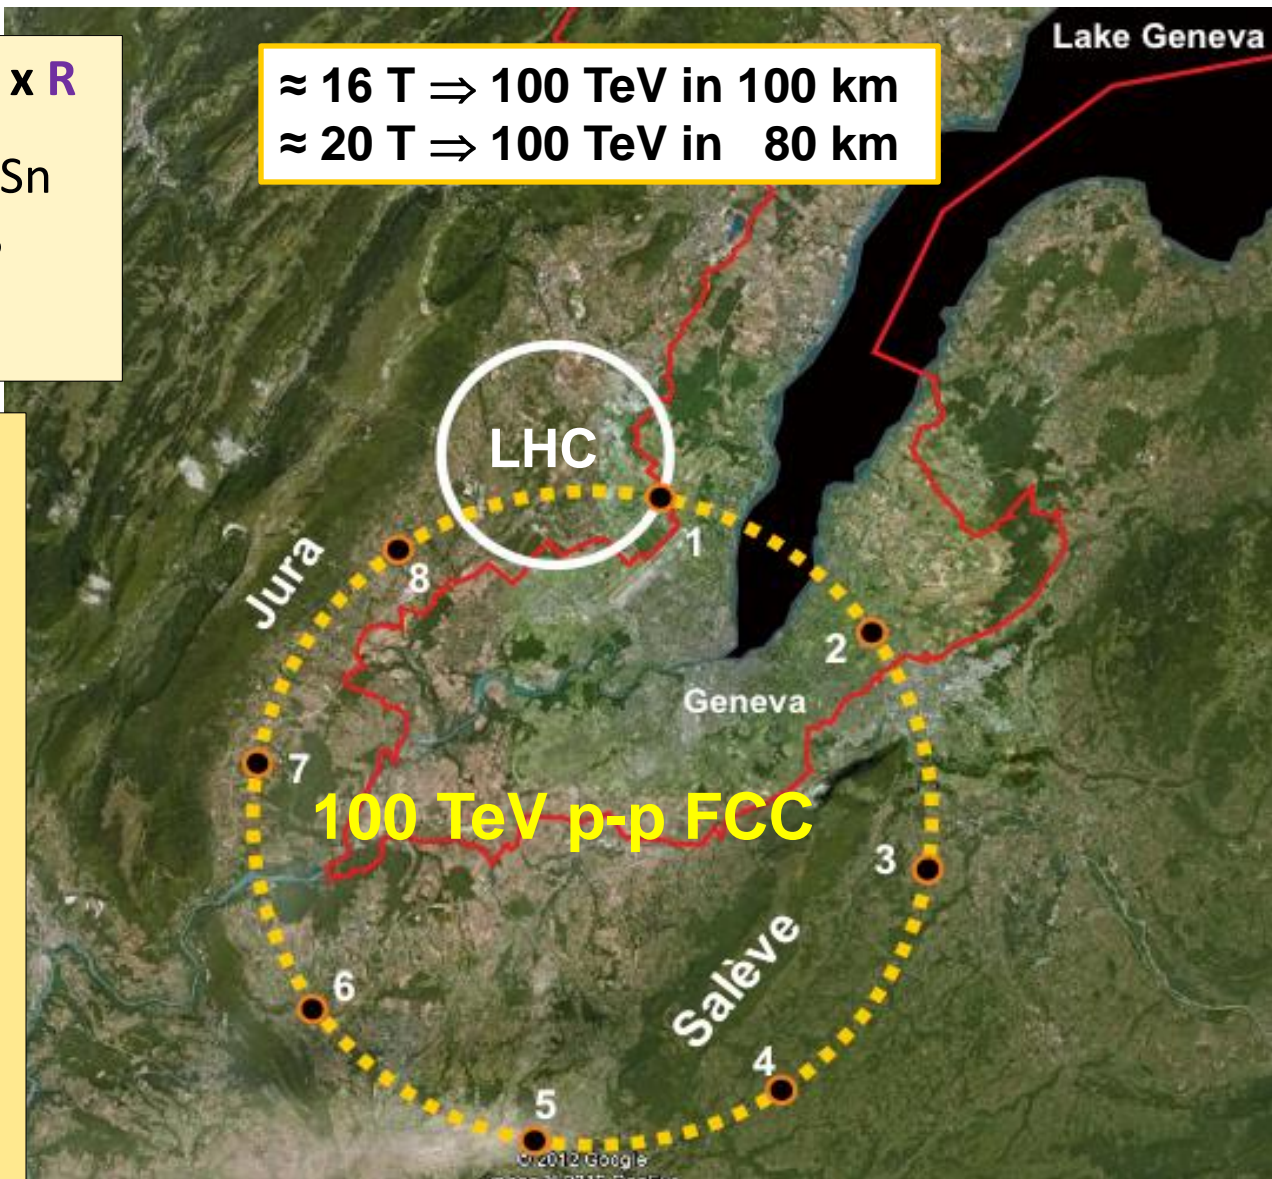 x R
Sn
≈ 16 T ⇒ 100 TeV in 100 km
≈ 20 T ⇒ 100 TeV in 80 km
Lake Geneva
LHC
1
Jura
8
2
Geneva
7
100 TeV p-p FCC
3
Salève
6
4
5
© 2012 Google